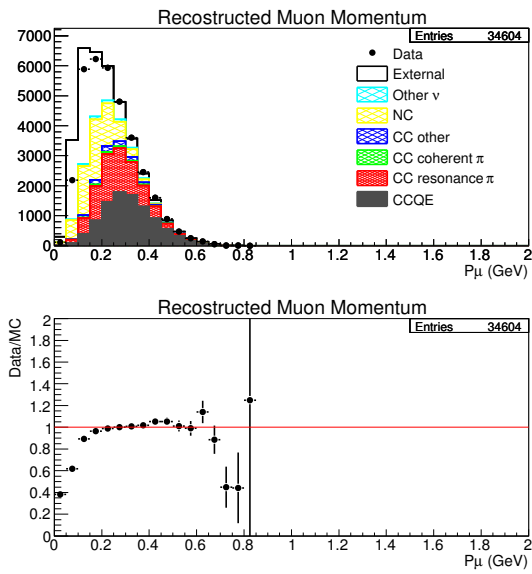 Recostructed Muon Momentum
Entries 34604
7000
6000
5000
4000
3000
2000
1000
0
Data
External
Other ν
NC
CC other
CC coherent π
CC resonance π
CCQE
0 0.2 0.4 0.6 0.8 1 1.2 1.4 1.6 1.8 2
Pμ (GeV)
Recostructed Muon Momentum
Entries 34604
Data/MC
2
1.8
1.6
1.4
1.2
1
0.8
0.6
0.4
0.2
0
0 0.2 0.4 0.6 0.8 1 1.2 1.4 1.6 1.8 2
Pμ (GeV)